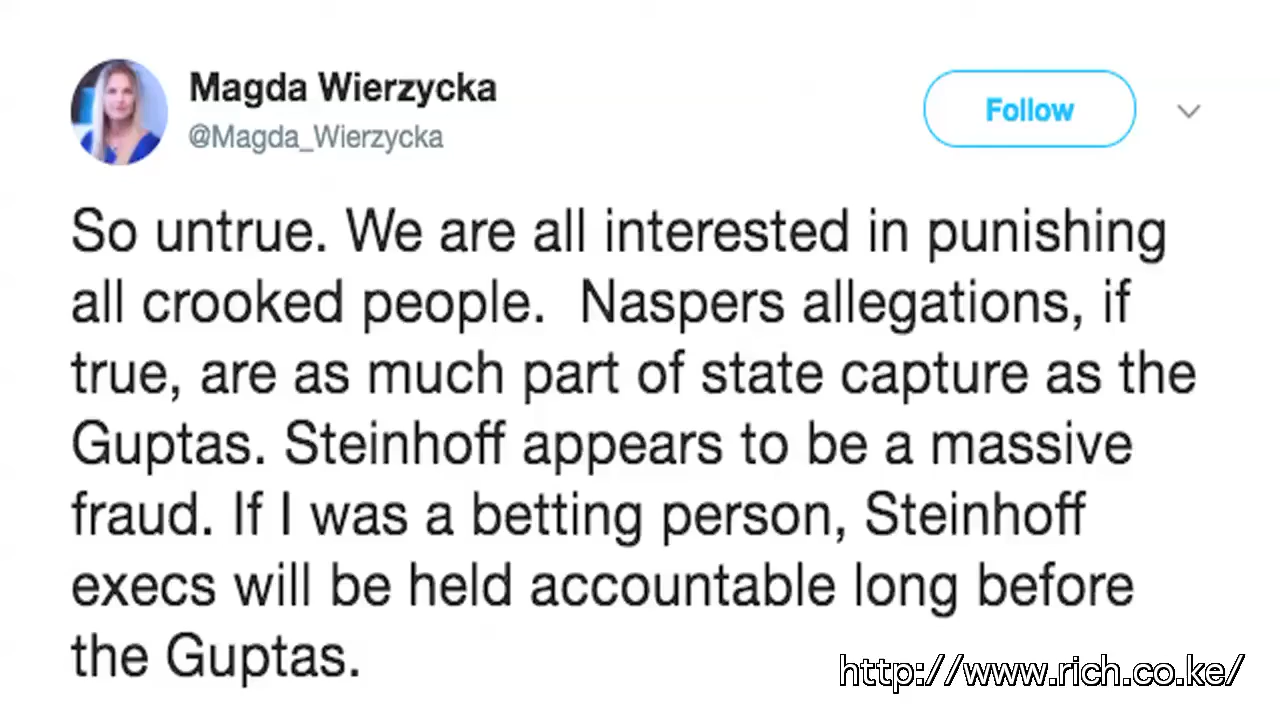 Magda Wierzycka
@Magda_Wierzycka
Follow
So untrue. We are all interested in punishing
all crooked people.  Naspers allegations, if
true, are as much part of state capture as the
Guptas. Steinhoff appears to be a massive
fraud. If I was a betting person, Steinhoff
execs will be held accountable long before
the Guptas.
http://www.rich.co.ke/